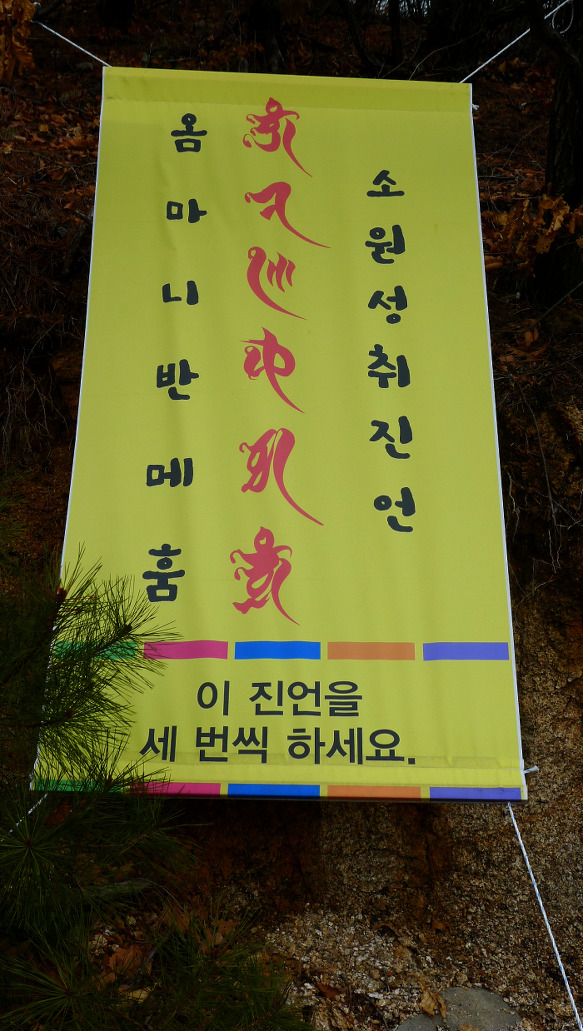 소원성취진언
옴마니반메훔
이 진언을
세 번씩 하세요.